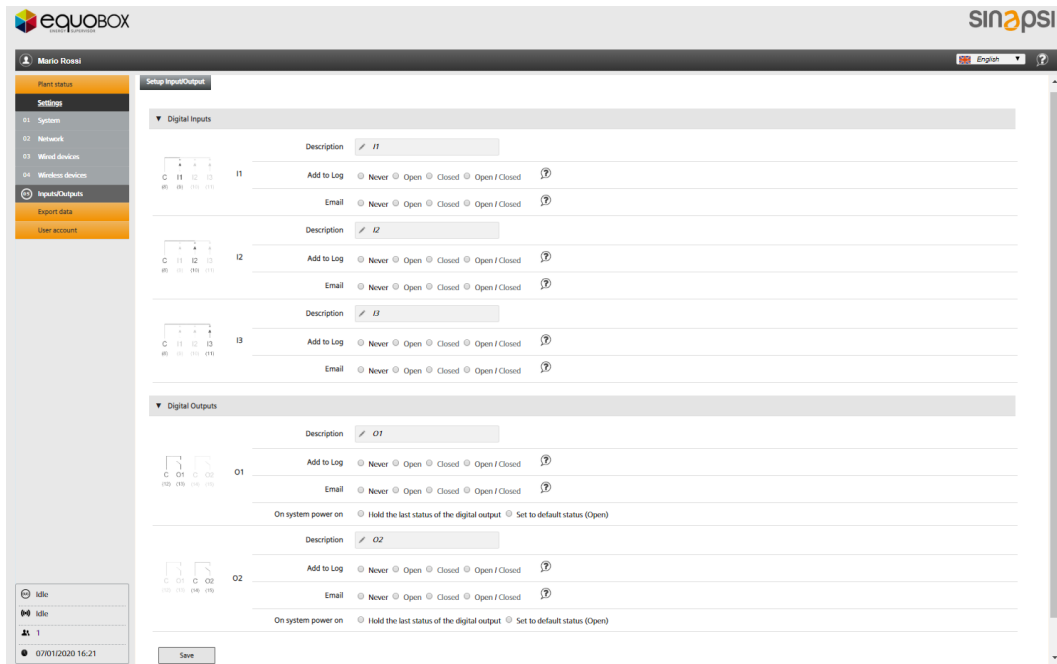 equoBOX
ENERGY SUPERVISOR
sinapsi
Mario Rossi
English
Plant status
Settings
01 System
02 Network
03 Wired devices
04 Wireless devices
05 Inputs/Outputs
Export data
User account
Setup Input/Output
Digital Inputs
Description I1
C I1 I2 I3
(8) (9) (10) (11)
I1
Add to Log Never Open Closed Open / Closed
Email Never Open Closed Open / Closed
Description I2
C I1 I2 I3
(8) (9) (10) (11)
I2
Add to Log Never Open Closed Open / Closed
Email Never Open Closed Open / Closed
Description I3
C I1 I2 I3
(8) (9) (10) (11)
I3
Add to Log Never Open Closed Open / Closed
Email Never Open Closed Open / Closed
Digital Outputs
Description O1
C O1 C O2
(12) (13) (14) (15)
O1
Add to Log Never Open Closed Open / Closed
Email Never Open Closed Open / Closed
On system power on Hold the last status of the digital output Set to default status (Open)
Description O2
C O1 C O2
(12) (13) (14) (15)
O2
Add to Log Never Open Closed Open / Closed
Email Never Open Closed Open / Closed
On system power on Hold the last status of the digital output Set to default status (Open)
Idle
Idle
1
07/01/2020 16:21
Save